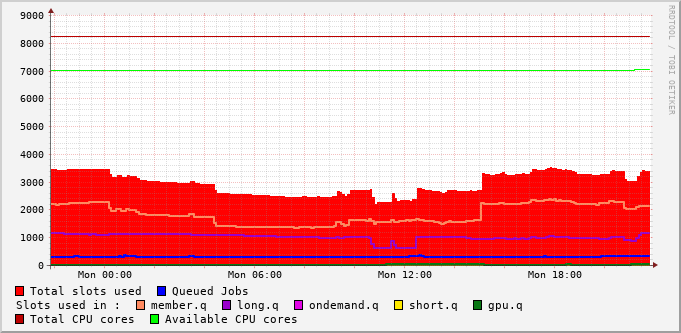 9000
8000
7000
6000
5000
4000
3000
2000
1000
0
Mon 00:00 Mon 06:00 Mon 12:00 Mon 18:00
RRDTOOL / TOBI OETIKER
Total slots used Queued Jobs
Slots used in : member.q long.q ondemand.q short.q gpu.q
Total CPU cores Available CPU cores